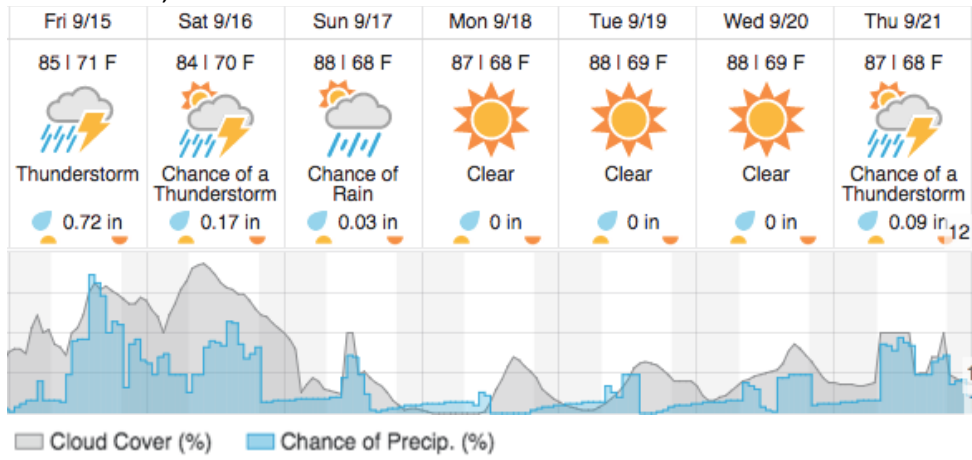 Fri 9/15 Sat 9/16 Sun 9/17 Mon 9/18 Tue 9/19 Wed 9/20 Thu 9/21
85 | 71 F 84 | 70 F 88 | 68 F 87 | 68 F 88 | 69 F 88 | 69 F 87 | 68 F
Thunderstorm Chance of a Thunderstorm Chance of Rain Clear Clear Clear Chance of a Thunderstorm
0.72 in 0.17 in 0.03 in 0 in 0 in 0 in 0.09 in
12
1
Cloud Cover (%) Chance of Precip. (%)